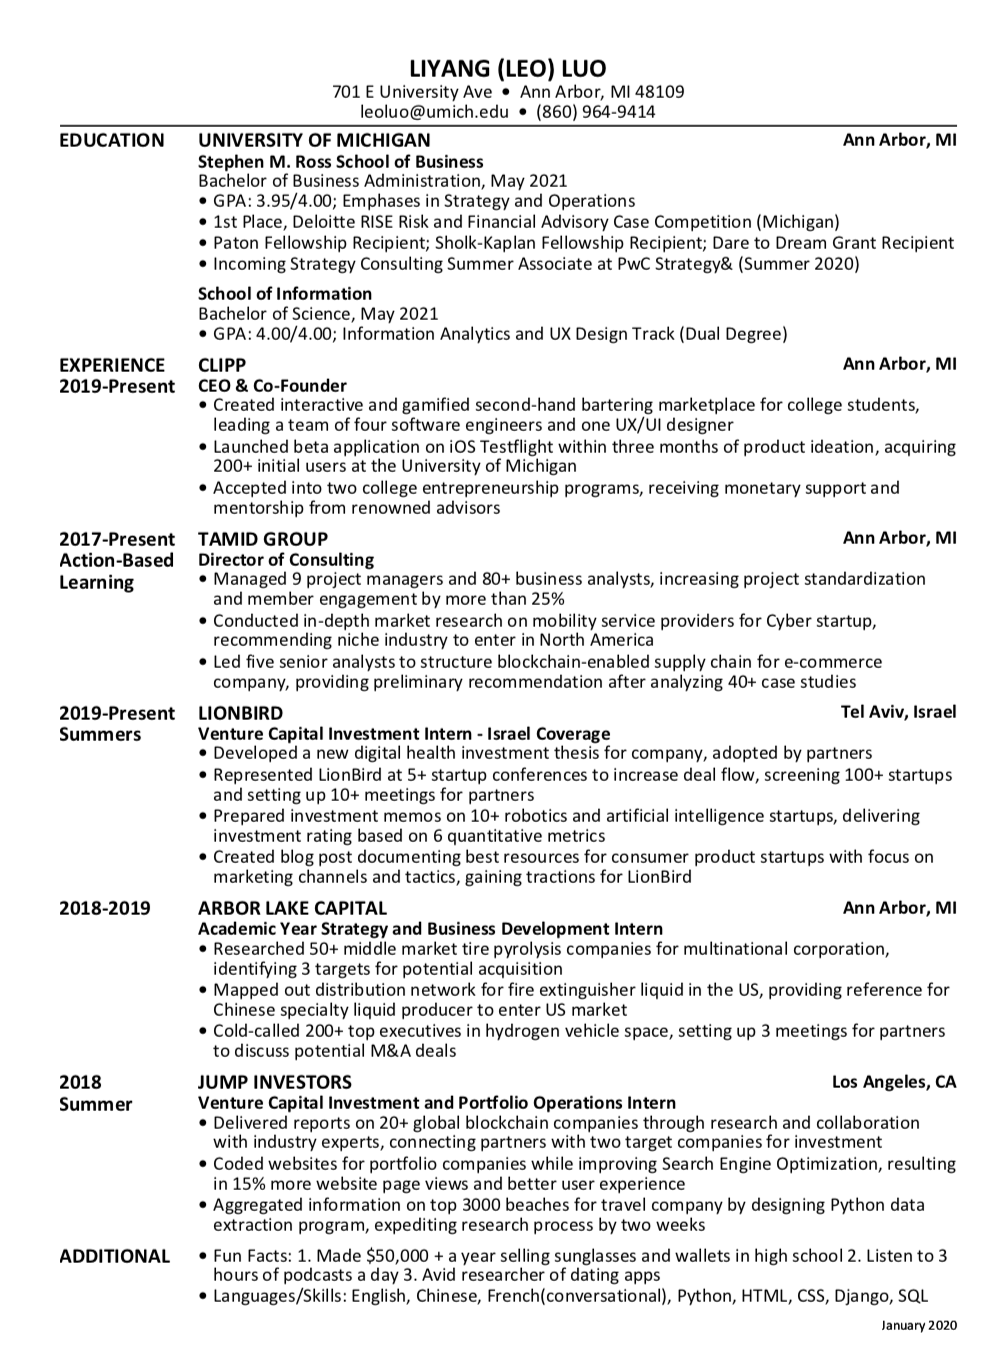 LIYANG (LEO) LUO
701 E University Ave • Ann Arbor, MI 48109
leoluo@umich.edu • (860) 964-9414
EDUCATION UNIVERSITY OF MICHIGAN Ann Arbor, MI
Stephen M. Ross School of Business
Bachelor of Business Administration, May 2021
• GPA: 3.95/4.00; Emphases in Strategy and Operations
• 1st Place, Deloitte RISE Risk and Financial Advisory Case Competition (Michigan)
• Paton Fellowship Recipient; Sholk-Kaplan Fellowship Recipient; Dare to Dream Grant Recipient
• Incoming Strategy Consulting Summer Associate at PwC Strategy& (Summer 2020)
School of Information
Bachelor of Science, May 2021
• GPA: 4.00/4.00; Information Analytics and UX Design Track (Dual Degree)
EXPERIENCE CLIPP Ann Arbor, MI
2019-Present CEO & Co-Founder
• Created interactive and gamified second-hand bartering marketplace for college students,
leading a team of four software engineers and one UX/UI designer
• Launched beta application on iOS Testflight within three months of product ideation, acquiring
200+ initial users at the University of Michigan
• Accepted into two college entrepreneurship programs, receiving monetary support and
mentorship from renowned advisors
2017-Present TAMID GROUP Ann Arbor, MI
Action-Based Director of Consulting
Learning • Managed 9 project managers and 80+ business analysts, increasing project standardization
and member engagement by more than 25%
• Conducted in-depth market research on mobility service providers for Cyber startup,
recommending niche industry to enter in North America
• Led five senior analysts to structure blockchain-enabled supply chain for e-commerce
company, providing preliminary recommendation after analyzing 40+ case studies
2019-Present LIONBIRD Tel Aviv, Israel
Summers Venture Capital Investment Intern - Israel Coverage
• Developed a new digital health investment thesis for company, adopted by partners
• Represented LionBird at 5+ startup conferences to increase deal flow, screening 100+ startups
and setting up 10+ meetings for partners
• Prepared investment memos on 10+ robotics and artificial intelligence startups, delivering
investment rating based on 6 quantitative metrics
• Created blog post documenting best resources for consumer product startups with focus on
marketing channels and tactics, gaining tractions for LionBird
2018-2019 ARBOR LAKE CAPITAL Ann Arbor, MI
Academic Year Strategy and Business Development Intern
• Researched 50+ middle market tire pyrolysis companies for multinational corporation,
identifying 3 targets for potential acquisition
• Mapped out distribution network for fire extinguisher liquid in the US, providing reference for
Chinese specialty liquid producer to enter US market
• Cold-called 200+ top executives in hydrogen vehicle space, setting up 3 meetings for partners
to discuss potential M&A deals
2018 JUMP INVESTORS Los Angeles, CA
Summer Venture Capital Investment and Portfolio Operations Intern
• Delivered reports on 20+ global blockchain companies through research and collaboration
with industry experts, connecting partners with two target companies for investment
• Coded websites for portfolio companies while improving Search Engine Optimization, resulting
in 15% more website page views and better user experience
• Aggregated information on top 3000 beaches for travel company by designing Python data
extraction program, expediting research process by two weeks
ADDITIONAL • Fun Facts: 1. Made $50,000 + a year selling sunglasses and wallets in high school 2. Listen to 3
hours of podcasts a day 3. Avid researcher of dating apps
• Languages/Skills: English, Chinese, French(conversational), Python, HTML, CSS, Django, SQL
January 2020